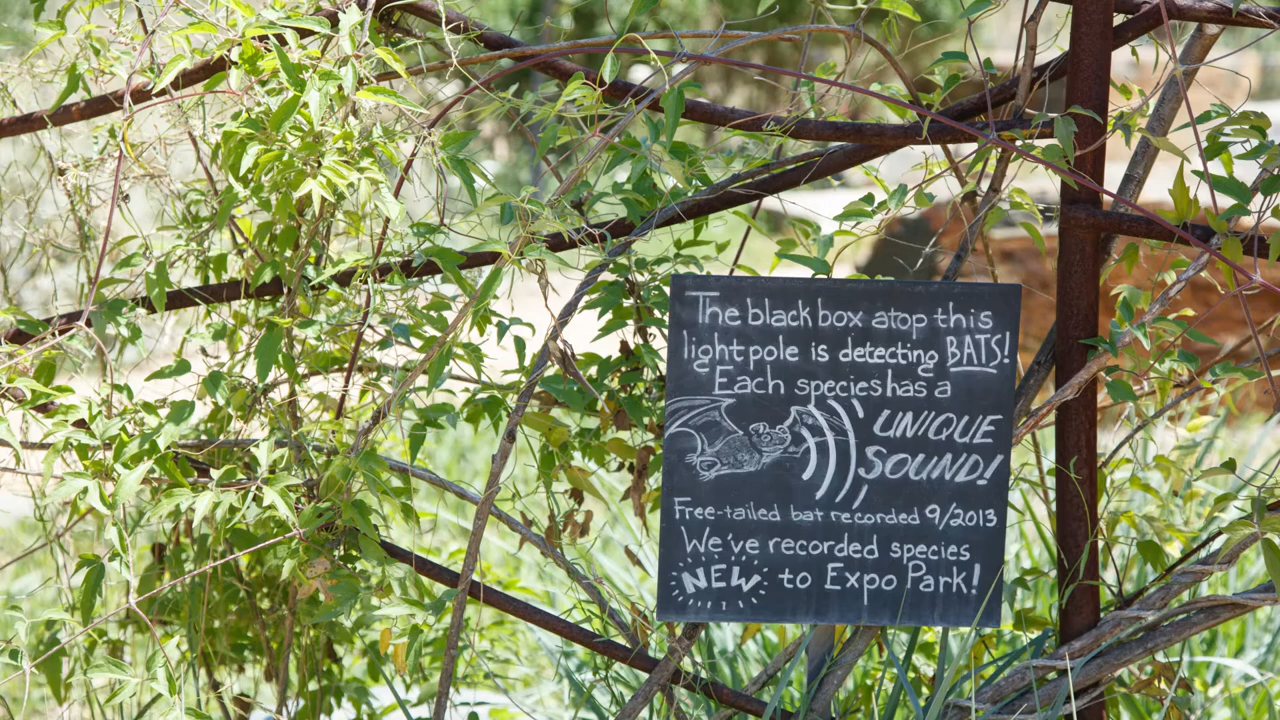 The black box atop this
light pole is detecting BATS!
Each species has a
UNIQUE
SOUND!
Free-tailed bat recorded 9/2013
We've recorded species
NEW to Expo Park!